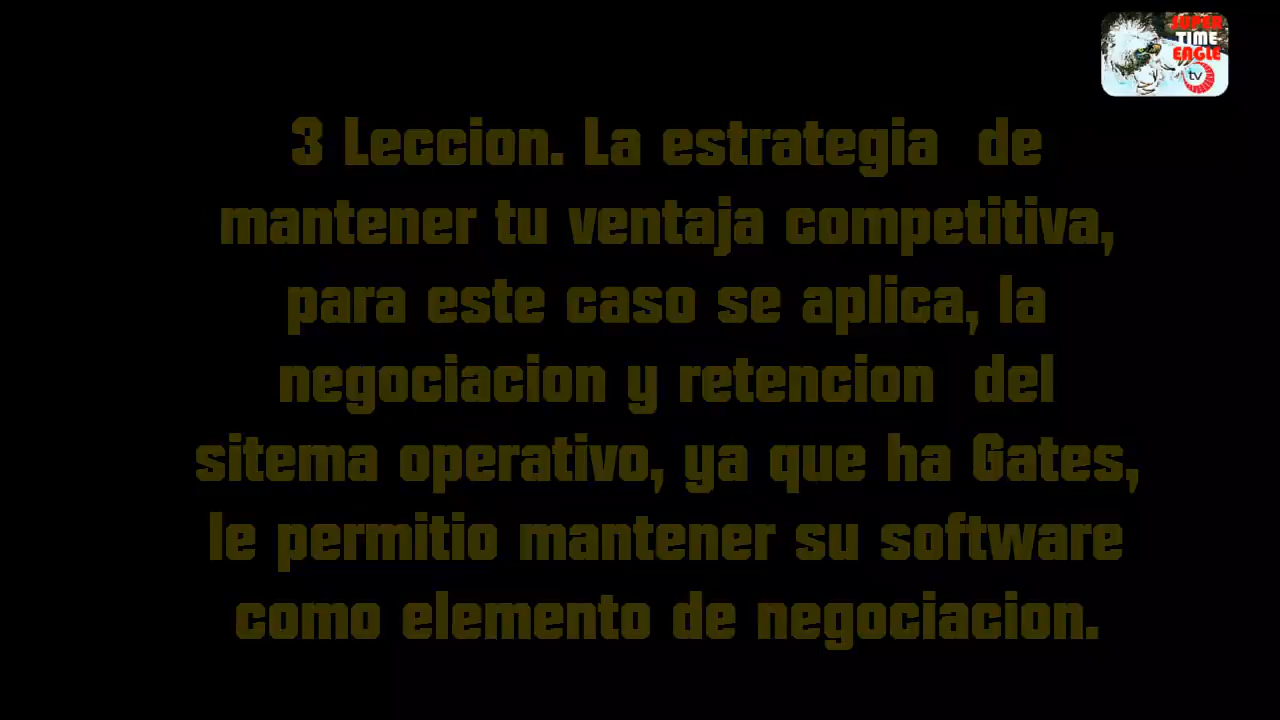 SUPER
TIME
EAGLE
tv
3 Leccion. La estrategia de
mantener tu ventaja competitiva,
para este caso se aplica, la
negociacion y retencion del
sitema operativo, ya que ha Gates,
le permitio mantener su software
como elemento de negociacion.